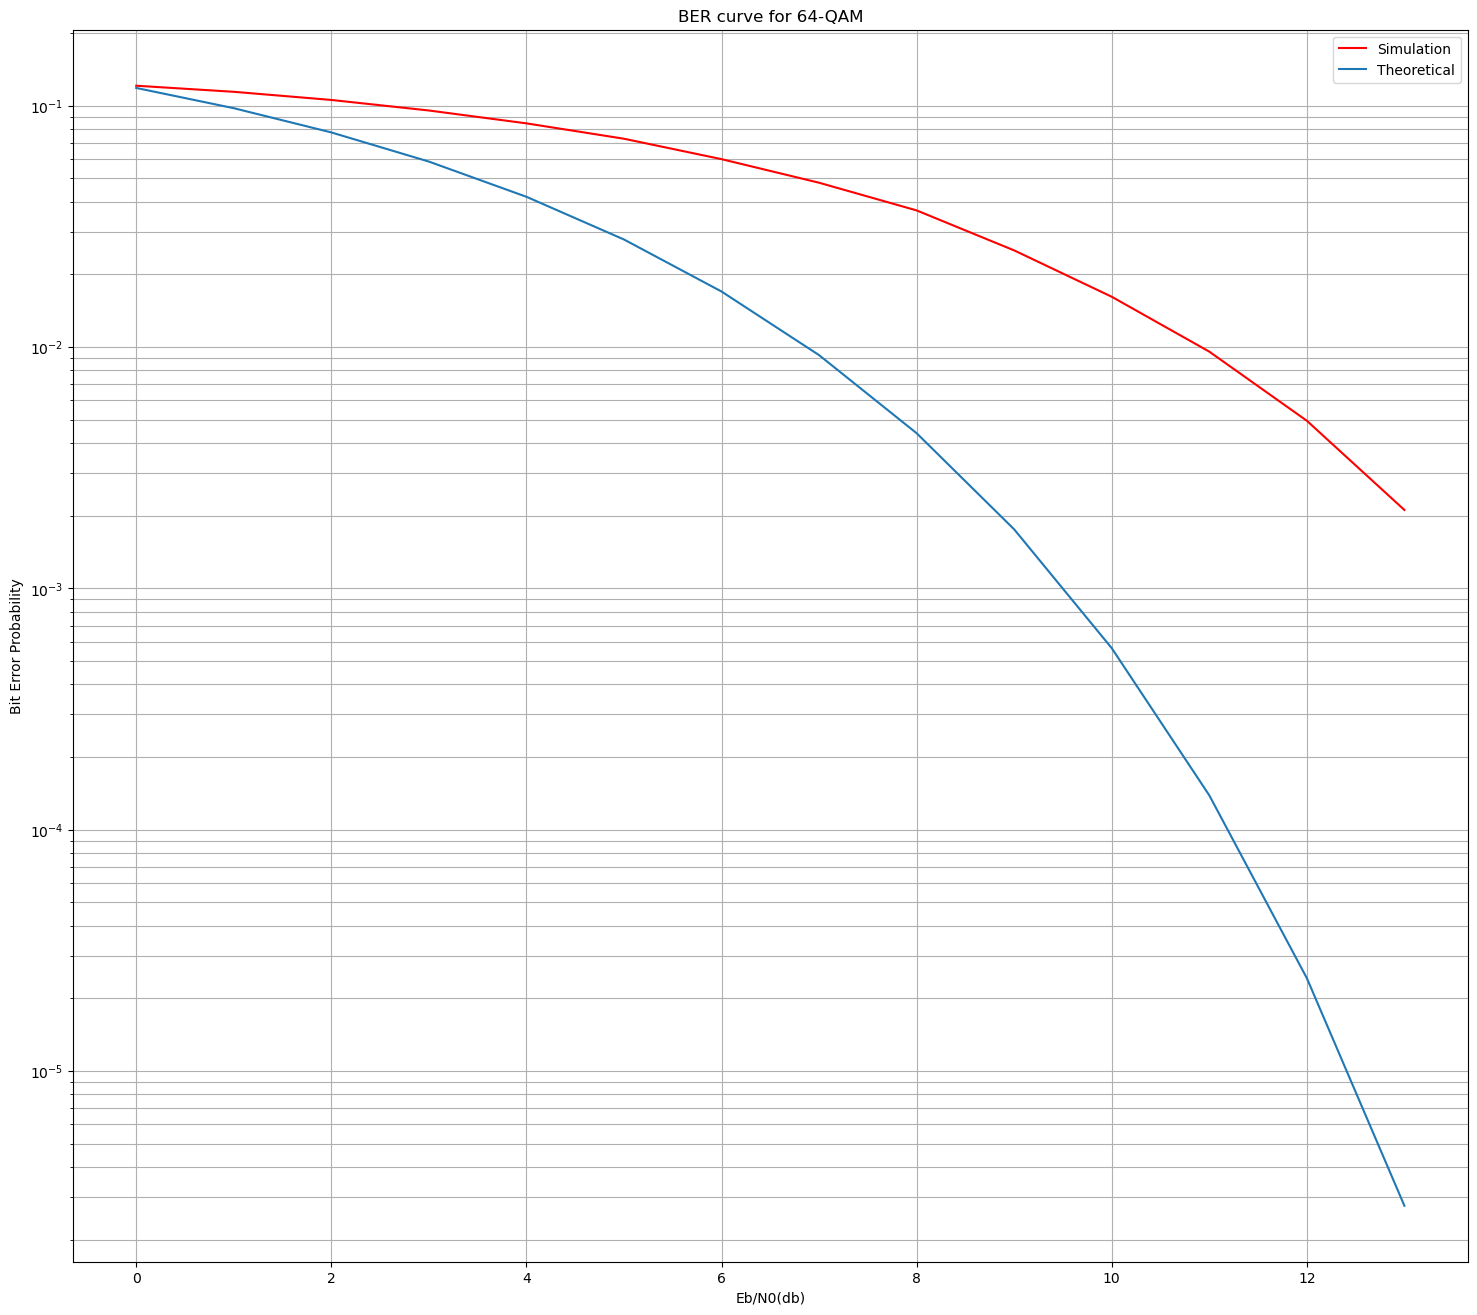 BER curve for 64-QAM
Simulation
Theoretical
10⁻¹
10⁻²
10⁻³
10⁻⁴
10⁻⁵
Bit Error Probability
0 2 4 6 8 10 12
Eb/N0(db)